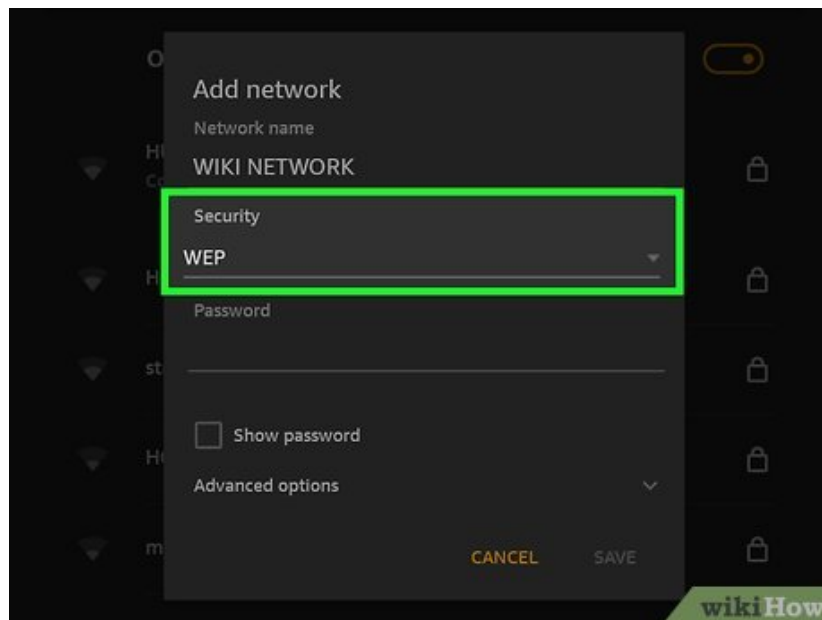 O
Add network
Network name
WIKI NETWORK
Security
WEP
Password
Show password
Advanced options
CANCEL SAVE
wikiHow